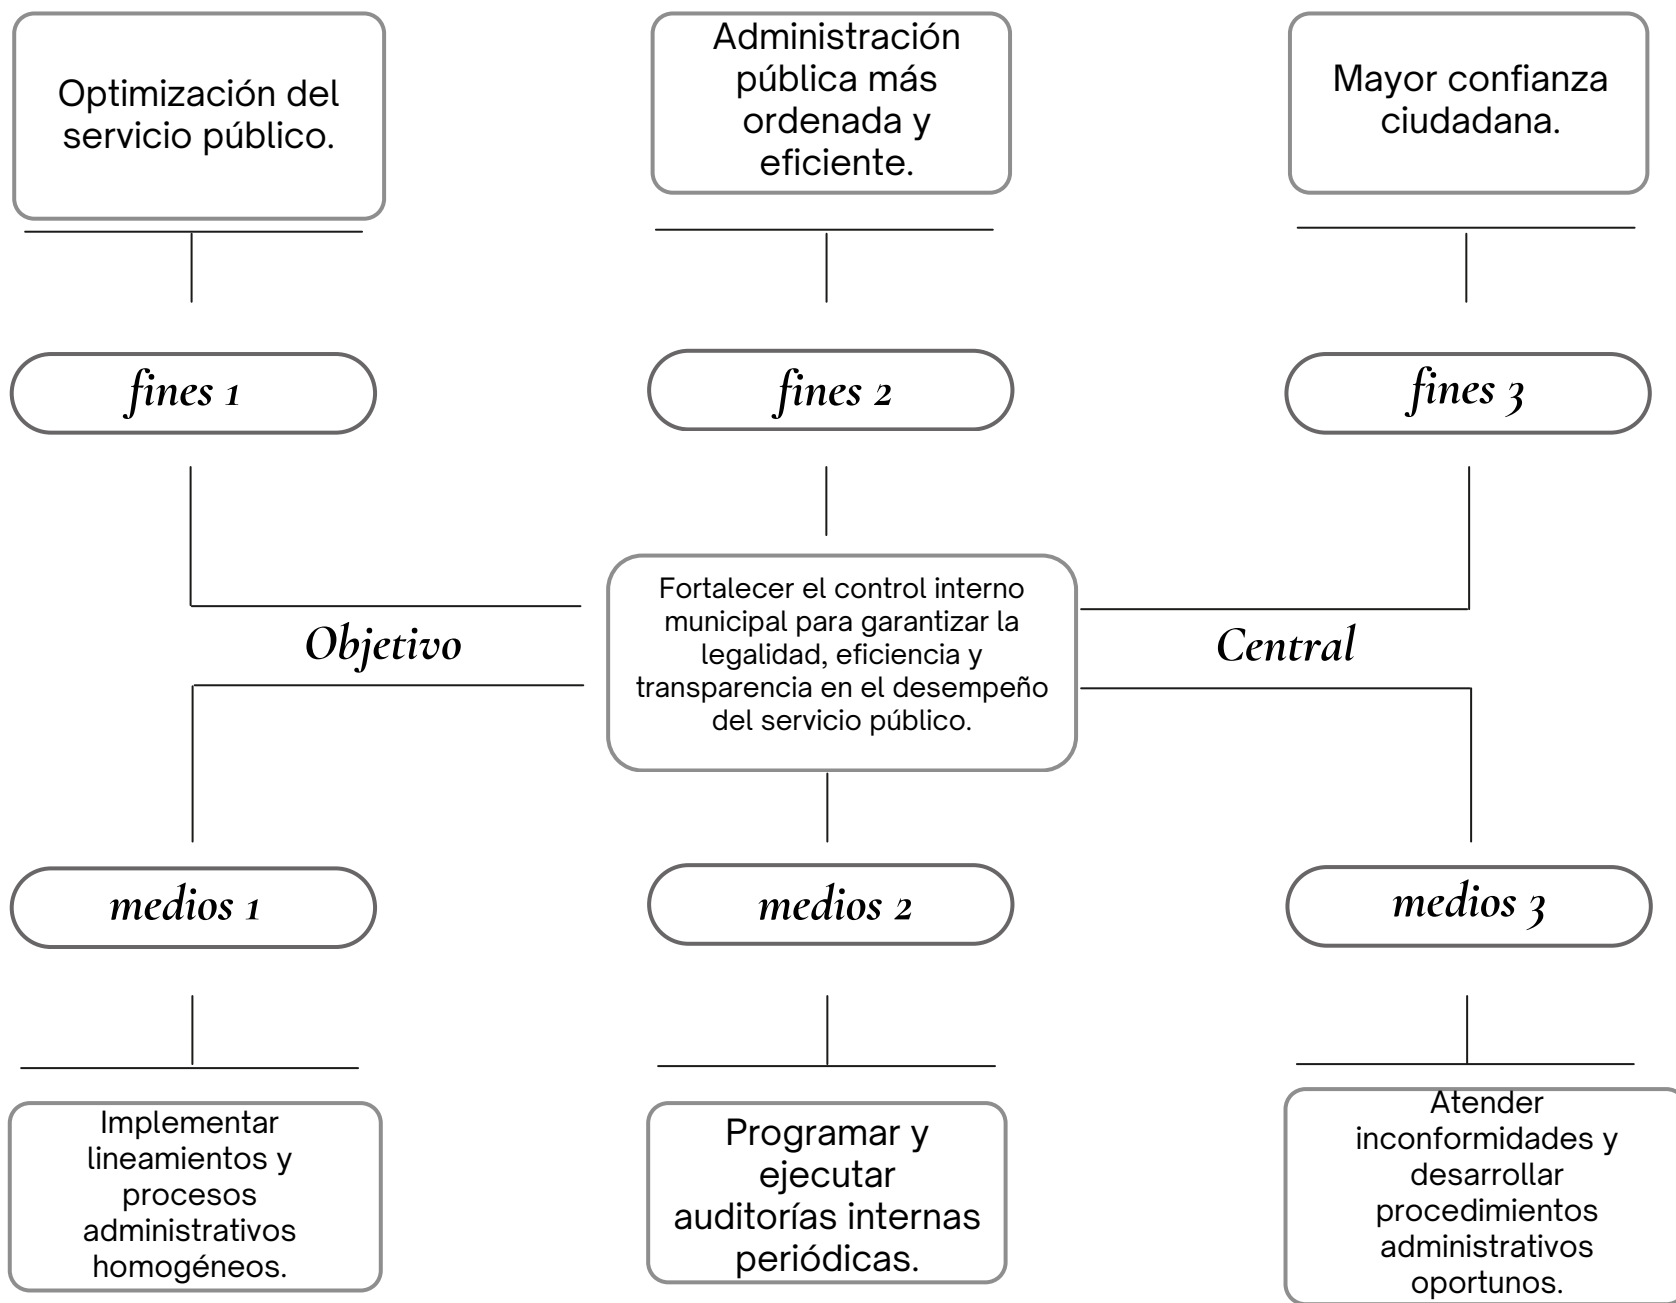 Optimización del
servicio público.
Administración
pública más
ordenada y
eficiente.
Mayor confianza
ciudadana.
fines 1
fines 2
fines 3
Objetivo
Fortalecer el control interno
municipal para garantizar la
legalidad, eficiencia y
transparencia en el desempeño
del servicio público.
Central
medios 1
medios 2
medios 3
Implementar
lineamientos y
procesos
administrativos
homogéneos.
Programar y
ejecutar
auditorías internas
periódicas.
Atender
inconformidades y
desarrollar
procedimientos
administrativos
oportunos.